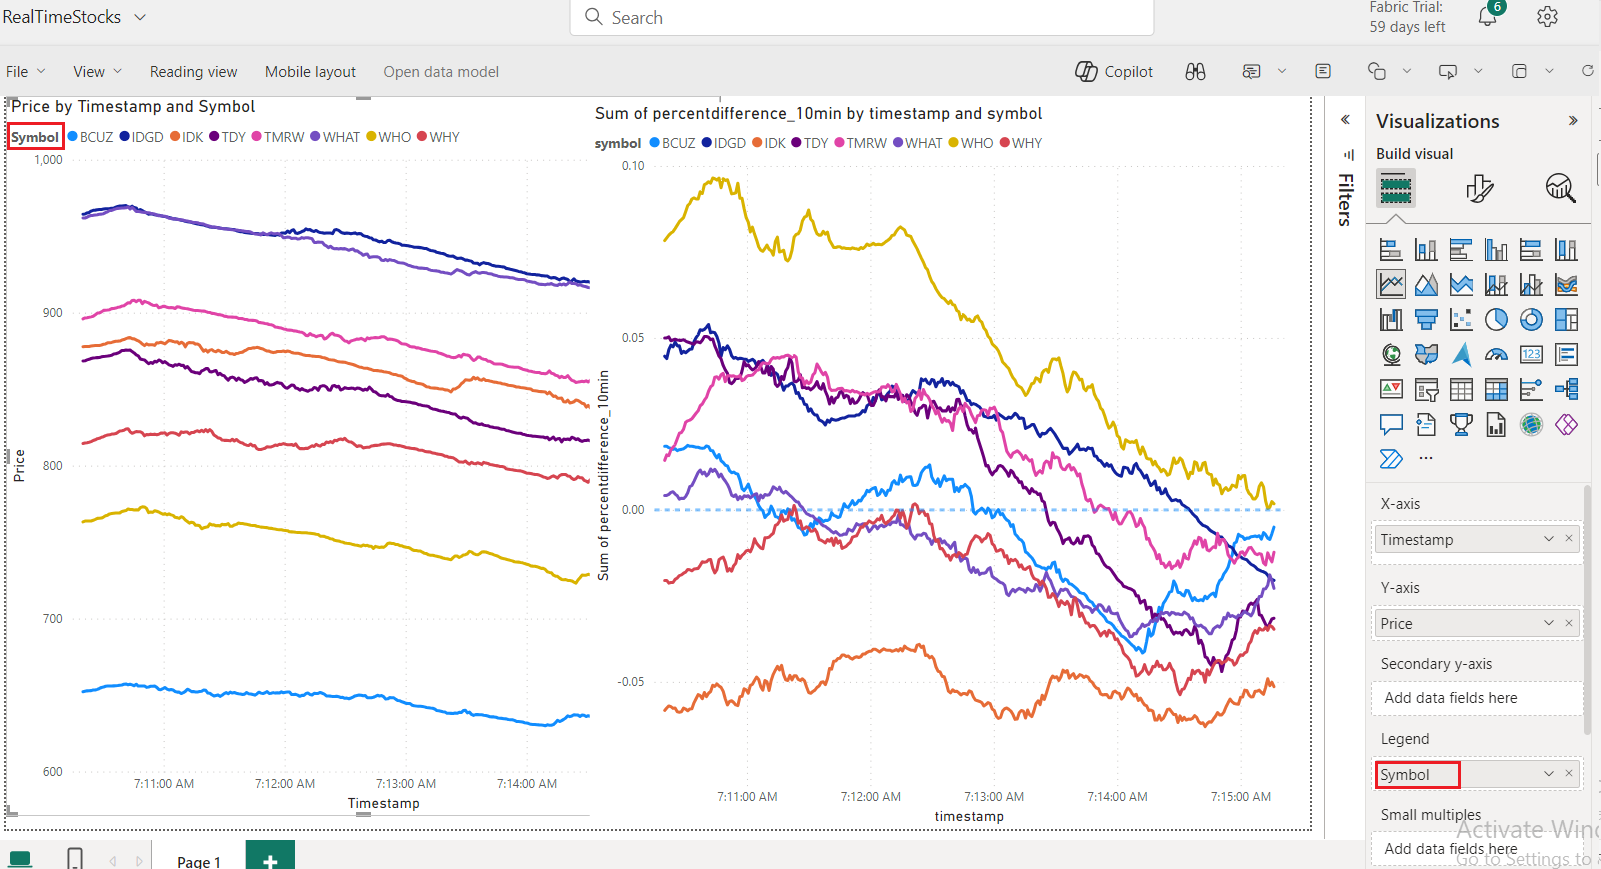 RealTimeStocks
Search
Fabric Trial:
59 days left
6
File
View
Reading view
Mobile layout
Open data model
Copilot
Price by Timestamp and Symbol
Symbol BCUZ IDGD IDK TDY TMRW WHAT WHO WHY
1,000
900
800
700
600
Price
7:11:00 AM 7:12:00 AM 7:13:00 AM 7:14:00 AM
Timestamp
Sum of percentdifference_10min by timestamp and symbol
symbol BCUZ IDGD IDK TDY TMRW WHAT WHO WHY
0.10
0.05
0.00
-0.05
Sum of percentdifference_10min
7:11:00 AM 7:12:00 AM 7:13:00 AM 7:14:00 AM 7:15:00 AM
timestamp
Filters
Visualizations
Build visual
123
X-axis
Timestamp
Y-axis
Price
Secondary y-axis
Add data fields here
Legend
Symbol
Small multiples
Add data fields here
Activate Win
Go to Settings to
Page 1